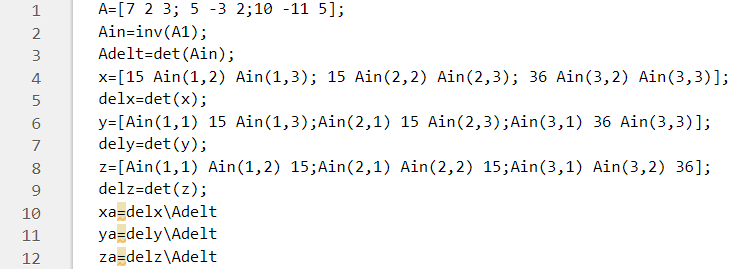 1 A=[7 2 3; 5 -3 2;10 -11 5];
2 Ain=inv(A1);
3 Adelt=det(Ain);
4 x=[15 Ain(1,2) Ain(1,3); 15 Ain(2,2) Ain(2,3); 36 Ain(3,2) Ain(3,3)];
5 delx=det(x);
6 y=[Ain(1,1) 15 Ain(1,3);Ain(2,1) 15 Ain(2,3);Ain(3,1) 36 Ain(3,3)];
7 dely=det(y);
8 z=[Ain(1,1) Ain(1,2) 15;Ain(2,1) Ain(2,2) 15;Ain(3,1) Ain(3,2) 36];
9 delz=det(z);
10 xa=delx\Adelt
11 ya=dely\Adelt
12 za=delz\Adelt